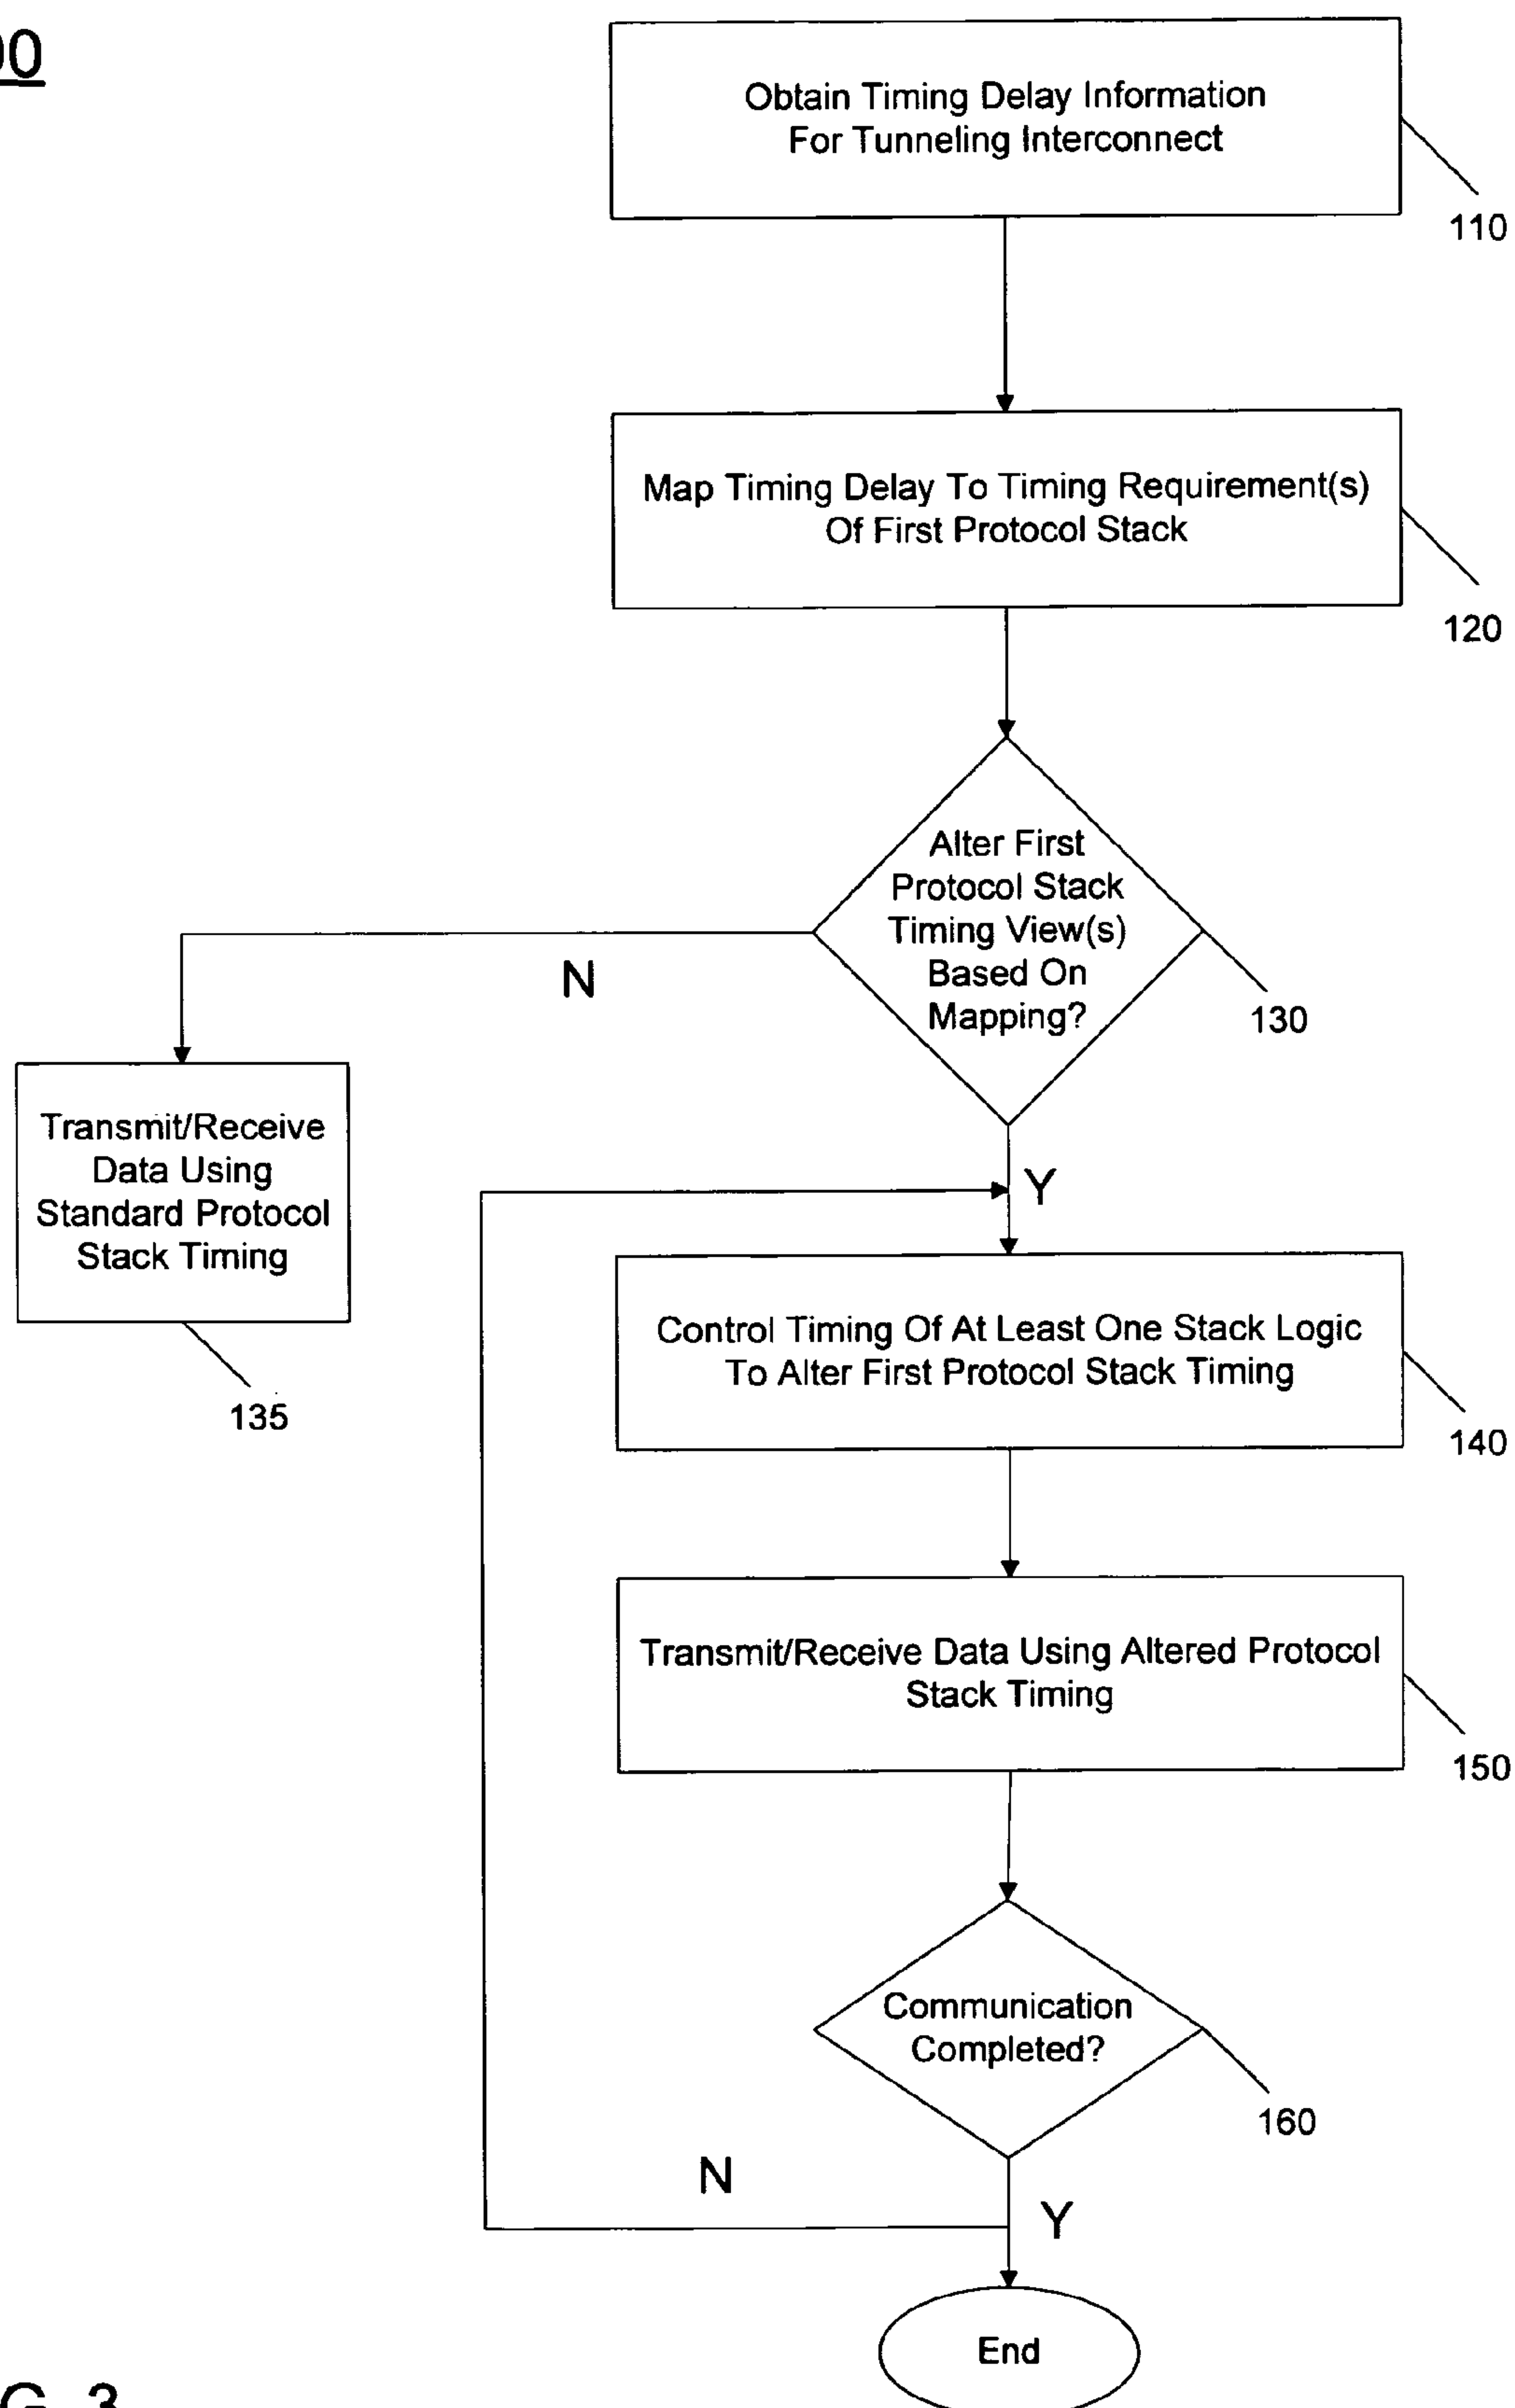 00
Obtain Timing Delay Information
For Tunneling Interconnect
110
Map Timing Delay To Timing Requirement(s)
Of First Protocol Stack
120
Alter First
Protocol Stack
Timing View(s)
Based On
Mapping?
130
N
Transmit/Receive
Data Using
Standard Protocol
Stack Timing
135
Y
Control Timing Of At Least One Stack Logic
To Alter First Protocol Stack Timing
140
Transmit/Receive Data Using Altered Protocol
Stack Timing
150
Communication
Completed?
160
N
Y
End
G. 3